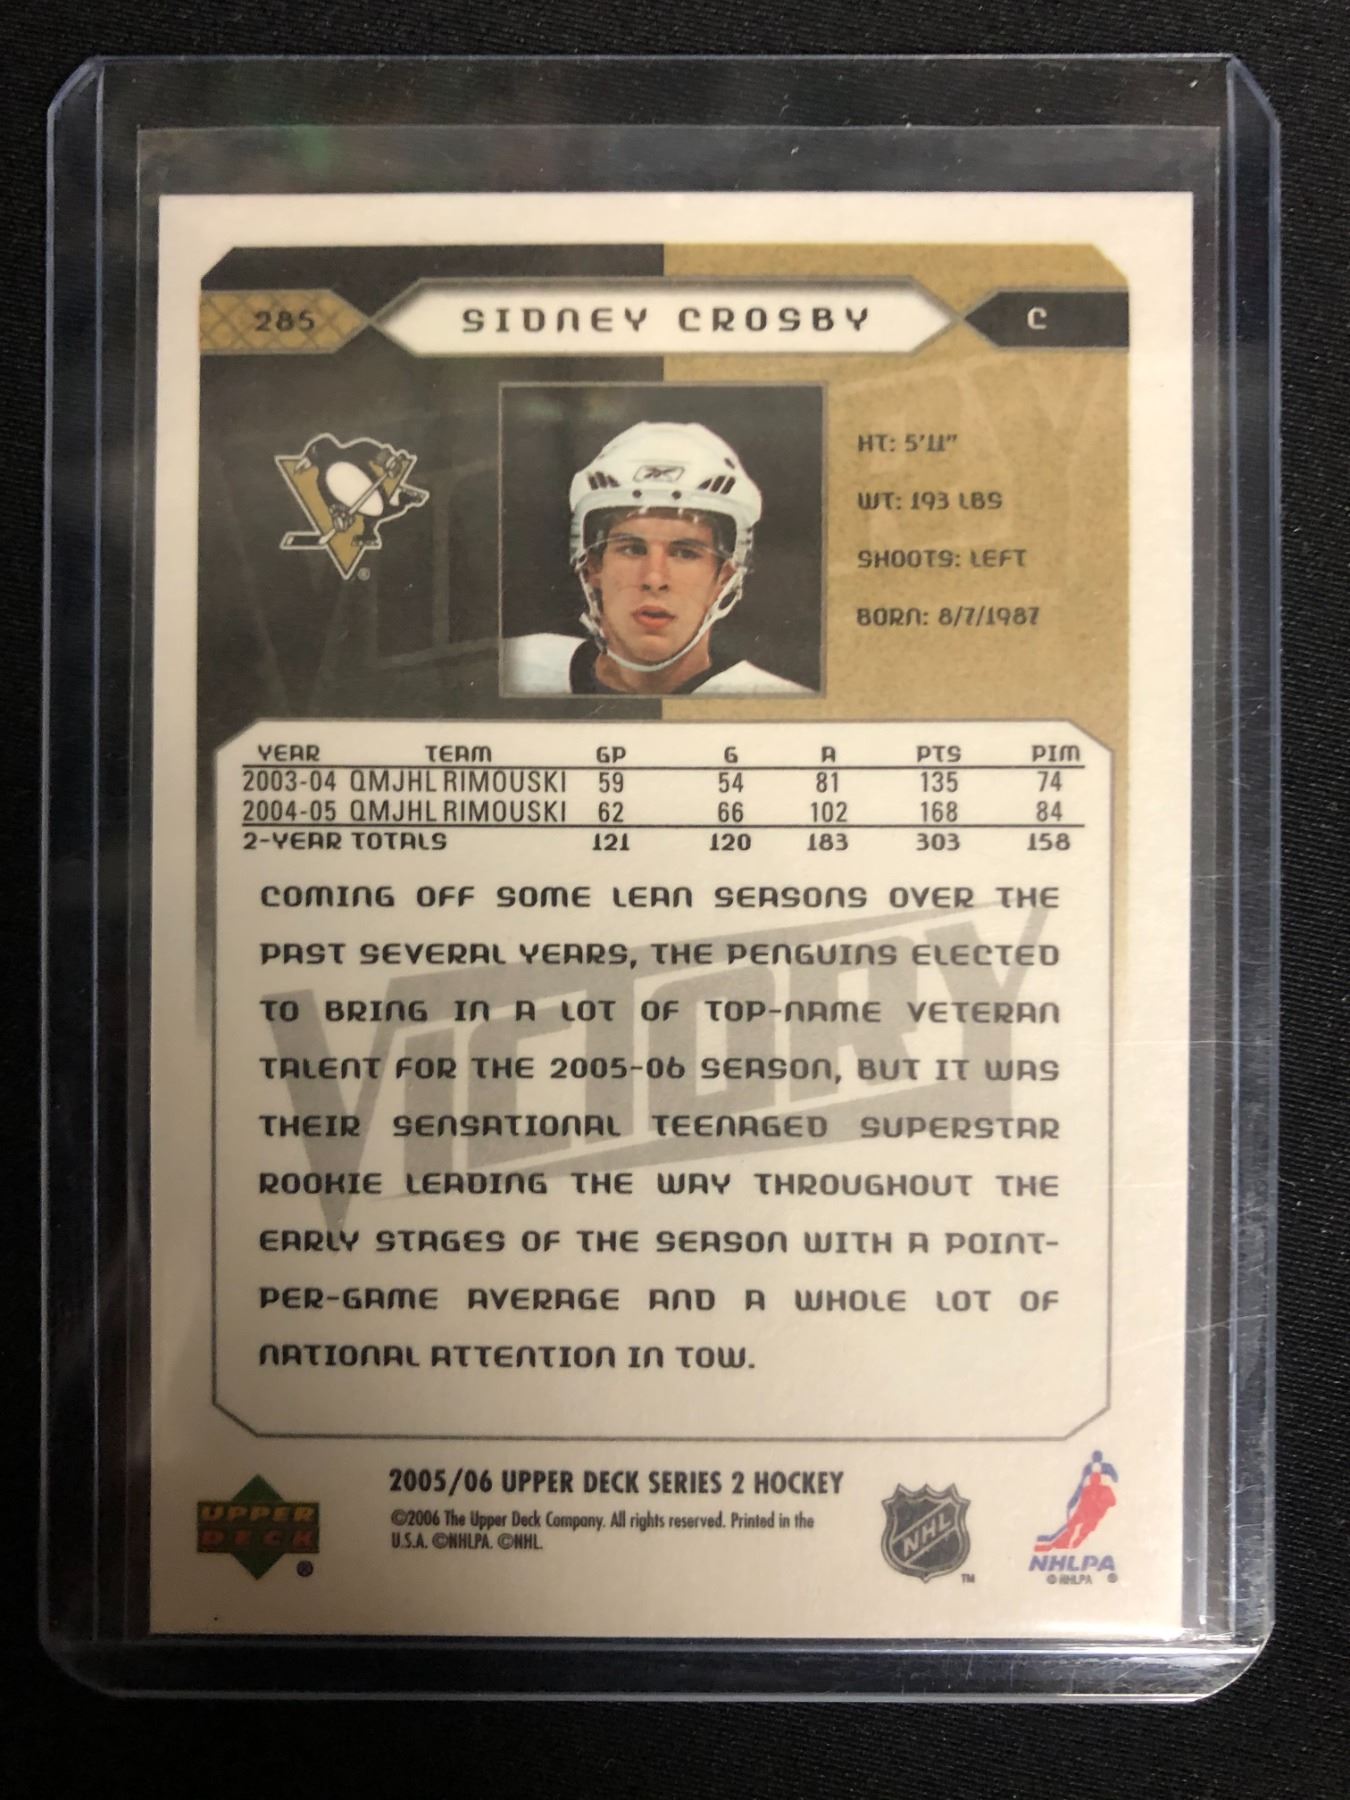 285 SIDNEY CROSBY C
HT: 5'11"
WT: 193 LBS
SHOOTS: LEFT
BORN: 8/7/1987
YEAR TEAM GP G A PTS PIM
2003-04 QMJHL RIMOUSKI 59 54 81 135 74
2004-05 QMJHL RIMOUSKI 62 66 102 168 84
2-YEAR TOTALS 121 120 183 303 158
VICTORY
COMING OFF SOME LEAN SEASONS OVER THE
PAST SEVERAL YEARS, THE PENGUINS ELECTED
TO BRING IN A LOT OF TOP-NAME VETERAN
TALENT FOR THE 2005-06 SEASON, BUT IT WAS
THEIR SENSATIONAL TEENAGED SUPERSTAR
ROOKIE LEADING THE WAY THROUGHOUT THE
EARLY STAGES OF THE SEASON WITH A POINT-
PER-GAME AVERAGE AND A WHOLE LOT OF
NATIONAL ATTENTION IN TOW.
UPPER
DECK
®
2005/06 UPPER DECK SERIES 2 HOCKEY
©2006 The Upper Deck Company. All rights reserved. Printed in the
U.S.A. ©NHLPA. ©NHL.
NHL
TM
NHLPA
© NHLPA ®